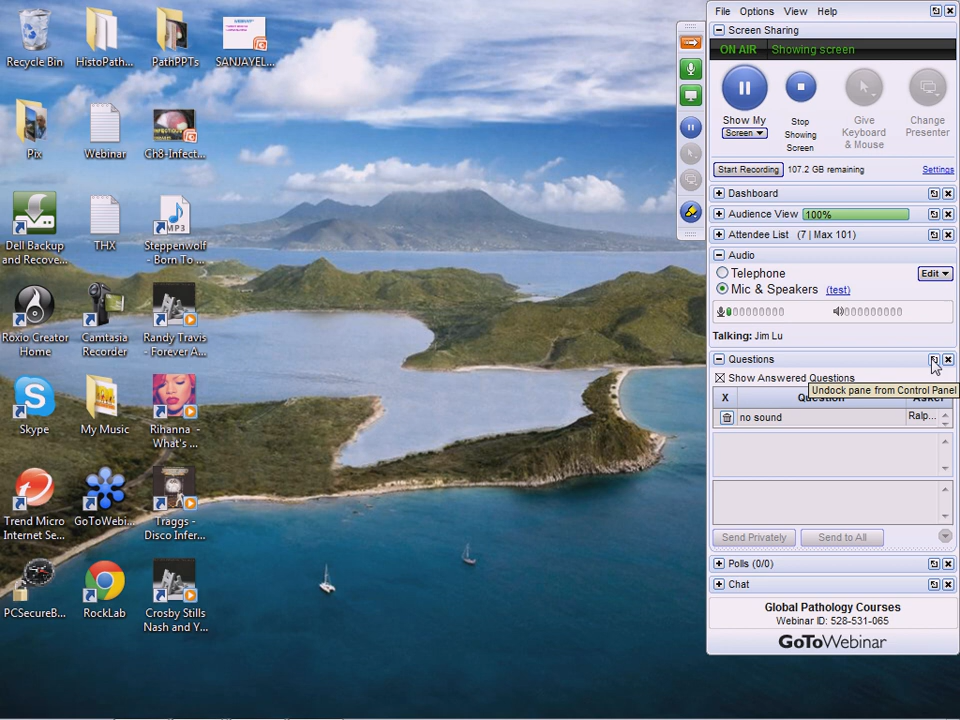 File Options View Help
Screen Sharing
ON AIR Showing screen
Show My
Screen
Stop
Showing
Screen
Give
Keyboard
& Mouse
Change
Presenter
Start Recording 107.2 GB remaining Settings
Dashboard
Audience View 100%
Attendee List (7 | Max 101)
Audio
Telephone
Edit
Mic & Speakers (test)
Talking: Jim Lu
Questions
Show Answered Questions
Undock pane from Control Panel
X Question Asker
no sound Ralp...
Send Privately Send to All
Polls (0/0)
Chat
Global Pathology Courses
Webinar ID: 528-531-065
GoToWebinar
Recycle Bin
HistoPath...
PathPPTs
SANJAYEL...
Pix
Webinar
Ch8-Infect...
Dell Backup
and Recove...
THX
MP3
Steppenwolf
- Born To ...
Roxio Creator
Home
Camtasia
Recorder
Randy Travis
- Forever A...
Skype
My Music
Rihanna -
What's ...
Trend Micro
Internet Se...
GoToWebi...
Traggs -
Disco Infer...
PCSecureB...
RockLab
Crosby Stills
Nash and Y...